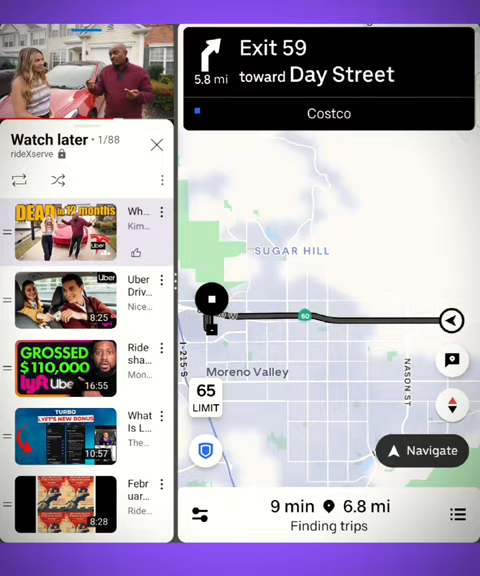 Watch later · 1/88
rideXserve
DEAD in 12 months
Uber
Wh...
Kim...
Uber
8:25
Uber
Driv...
Nice...
GROSSED
$110,000
lyft Uber
16:55
Ride
sha...
Mon...
TURBO
LYFT'S NEW BONUS
10:57
What
Is L...
The...
8:28
Febr
uar...
Ride...
Exit 59
5.8 mi
toward Day Street
Costco
SUGAR HILL
60
I-215 S
Moreno Valley
NASON ST
65
LIMIT
Navigate
9 min 6.8 mi
Finding trips